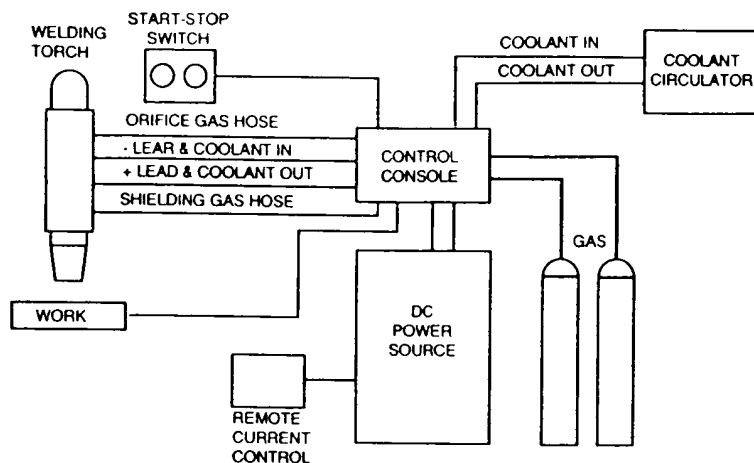 WELDING
TORCH
START-STOP
SWITCH
COOLANT IN
COOLANT OUT
COOLANT
CIRCULATOR
ORIFICE GAS HOSE
- LEAR & COOLANT IN
+ LEAD & COOLANT OUT
SHIELDING GAS HOSE
CONTROL
CONSOLE
GAS
WORK
DC
POWER
SOURCE
REMOTE
CURRENT
CONTROL